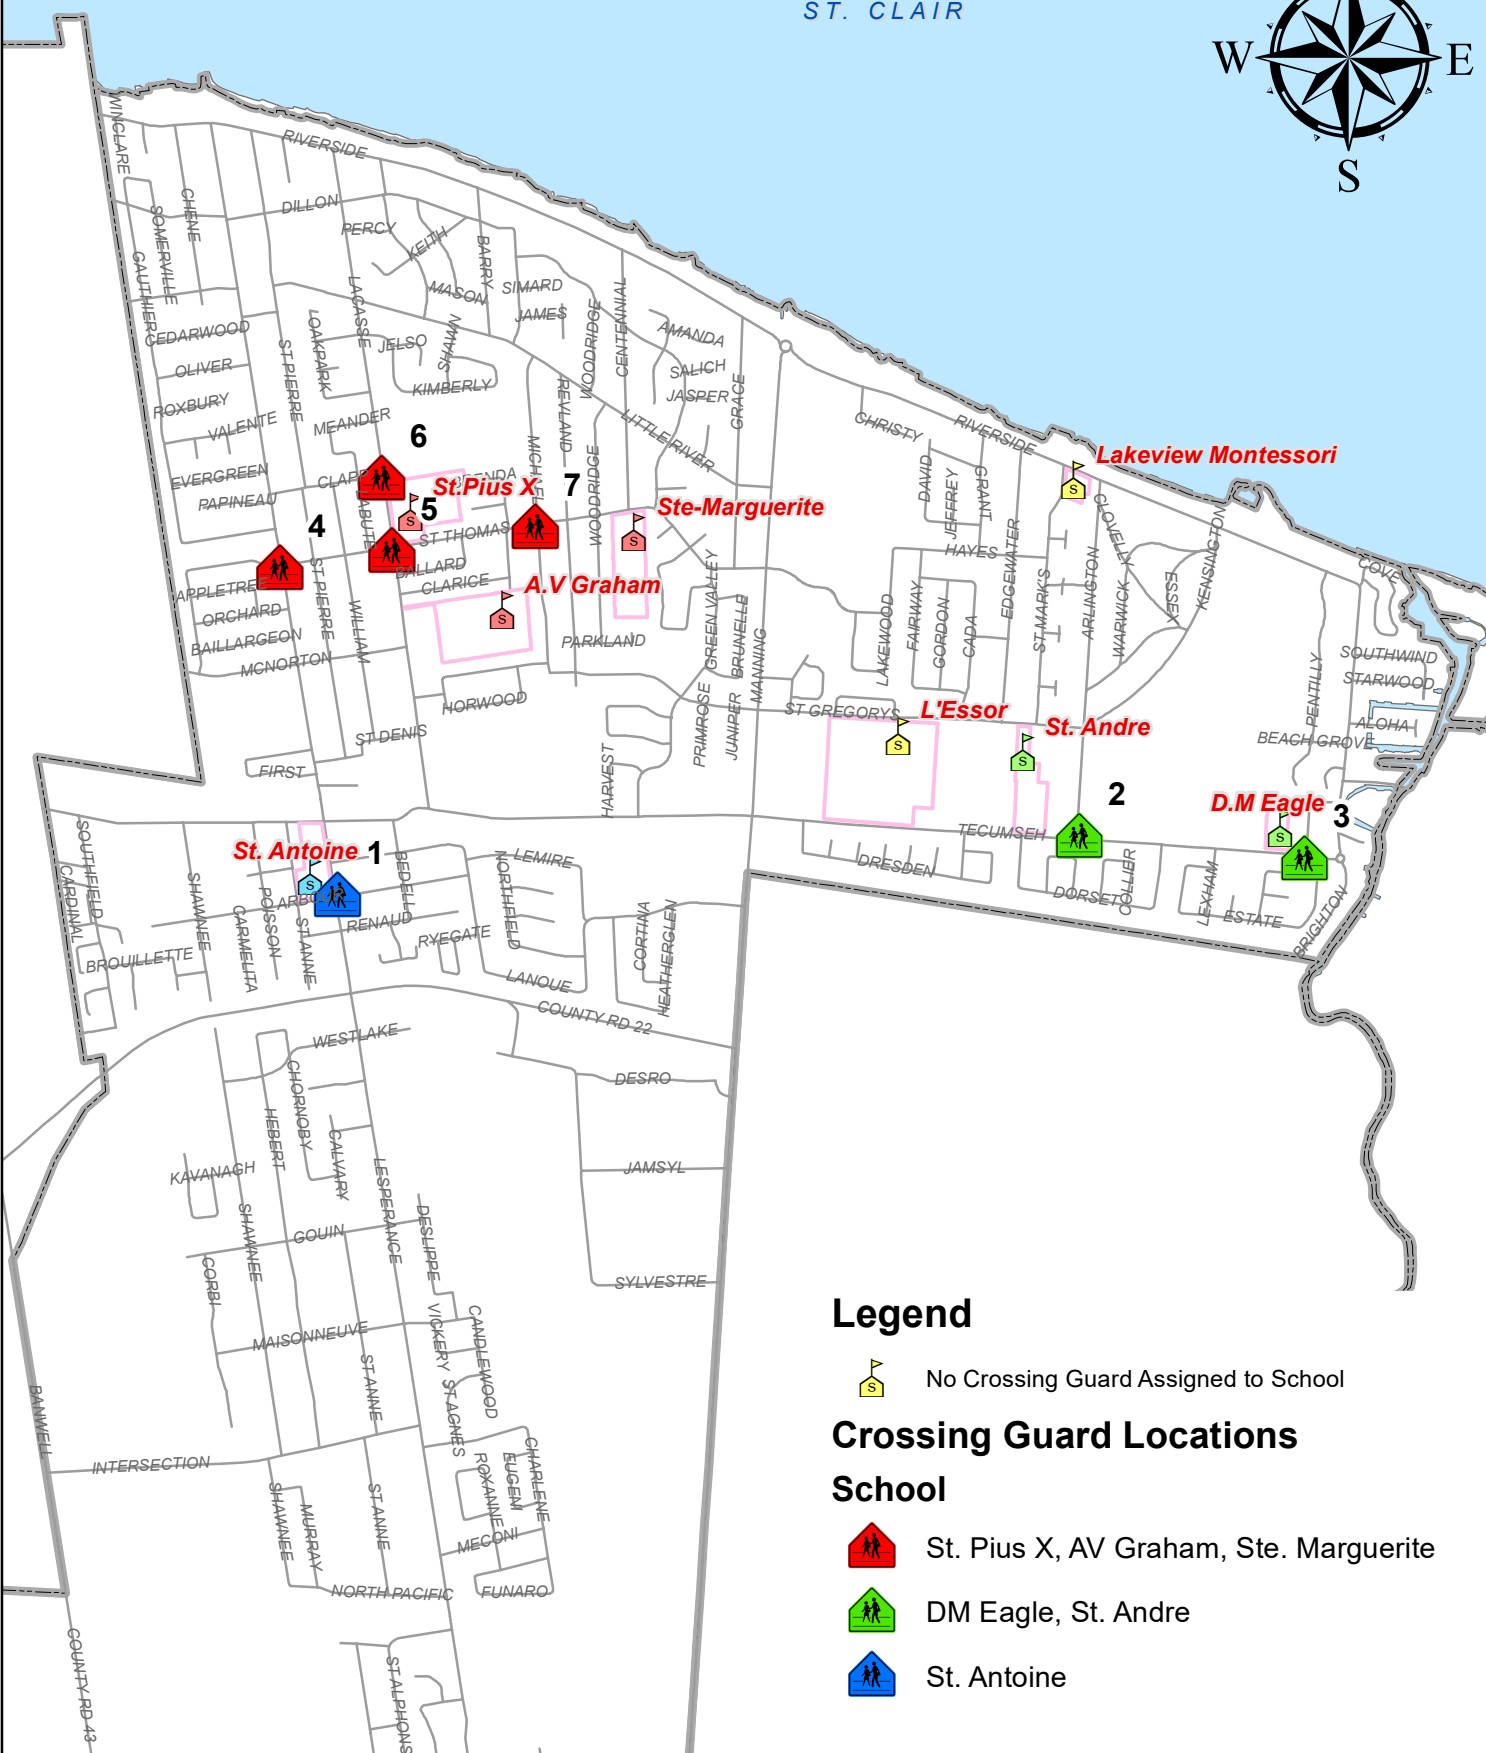 ST. CLAIR
W
E
S
WINCLARE
RIVERSIDE
CHENE
SOMERVILLE
DILLON
PERCY
KEITH
BARRY
GAUTHIER
LACASSE
MASON
SIMARD
JAMES
WOODRIDGE
CENTENNIAL
CEDARWOOD
LOAKPARK
JELSO
SHAWN
AMANDA
OLIVER
ST PIERRE
KIMBERLY
SALICH
JASPER
GRACE
ROXBURY
VALENTE
MEANDER
REVLAND
LITTLE RIVER
CHRISTY
RIVERSIDE
6
Lakeview Montessori
EVERGREEN
PAPINEAU
St.Pius X
7
WOODRIDGE
Ste-Marguerite
DAVID
JEFFREY
GRANT
CLOVELLY
KENSINGTON
4
5
ST THOMAS
EDGEWATER
HAYES
BALLARD
CLARICE
A.V Graham
APPLETREE
ORCHARD
BAILLARGEON
MCNORTON
ST PIERRE
WILLIAM
PARKLAND
GREEN VALLEY
BRUNELLE
MANNING
LAKEWOOD
FAIRWAY
GORDON
CADA
ST MARK'S
ARLINGTON
WARWICK
ESSEX
COVE
SOUTHWIND
STARWOOD
PENTILLY
ALOHA
BEACH GROVE
HORWOOD
ST DENIS
FIRST
HARVEST
PRIMROSE
JUNIPER
ST GREGORYS
L'Essor
St. Andre
2
D.M Eagle
3
TECUMSEH
DRESDEN
DORSET
COLLIER
LEXHAM
ESTATE
BRIGHTON
St. Antoine
1
SOUTHFIELD
CARDINAL
SHAWNEE
CARMELITA
POISSON
ST ANNE
BEDELL
RENAUD
RYEGATE
NORTHFIELD
LEMIRE
LANOUE
CORTINA
HEATHERGLEN
BROUILLETTE
COUNTY RD 22
WESTLAKE
CHORNOBY
HEBERT
CALVARY
DESRO
KAVANAGH
JAMSYL
LESPERANCE
SHAWNEE
GOUIN
DESLIPPE
CORBI
SYLVESTRE
MAISONNEUVE
VICKERY
CANDLEWOOD
ST ANNE
ST AGNES
BANWELL
INTERSECTION
SHAWNEE
MURRAY
ST ANNE
ROXANNE
EUGENI
CHARLENE
MECONI
NORTH PACIFIC
FUNARO
COUNTY RD 43
ST ALPHONS
Legend
S
No Crossing Guard Assigned to School
Crossing Guard Locations
School
St. Pius X, AV Graham, Ste. Marguerite
DM Eagle, St. Andre
St. Antoine